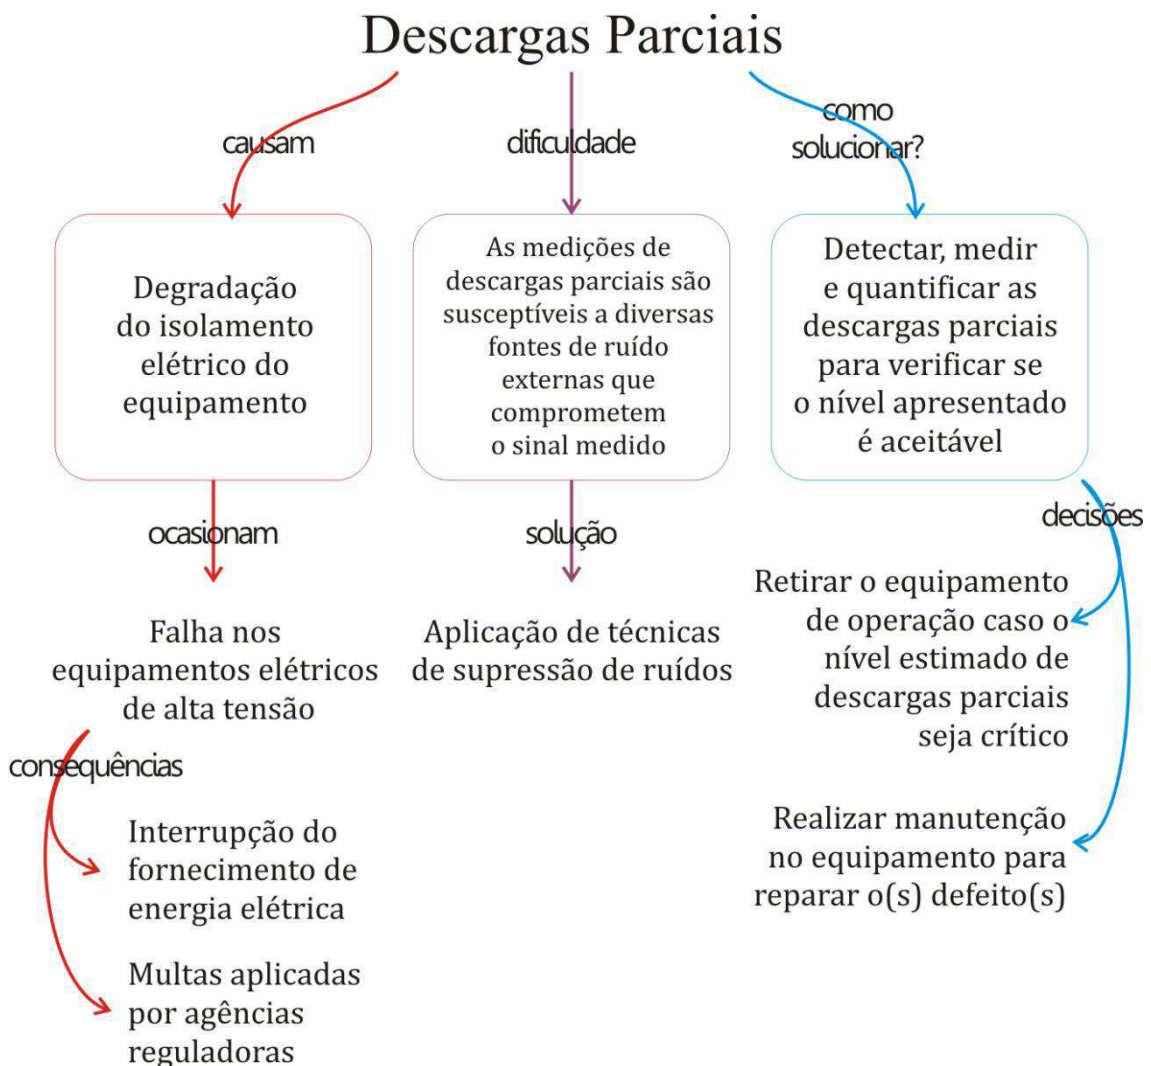 Descargas Parciais
causam
Degradação
do isolamento
elétrico do
equipamento
ocasionam
Falha nos
equipamentos elétricos
de alta tensão
consequências
Interrupção do
fornecimento de
energia elétrica
Multas aplicadas
por agências
reguladoras
dificuldade
As medições de
descargas parciais são
susceptíveis a diversas
fontes de ruído
externas que
comprometem
o sinal medido
solução
Aplicação de técnicas
de supressão de ruídos
como
solucionar?
Detectar, medir
e quantificar as
descargas parciais
para verificar se
o nível apresentado
é aceitável
decisões
Retirar o equipamento
de operação caso o
nível estimado de
descargas parciais
seja crítico
Realizar manutenção
no equipamento para
reparar o(s) defeito(s)